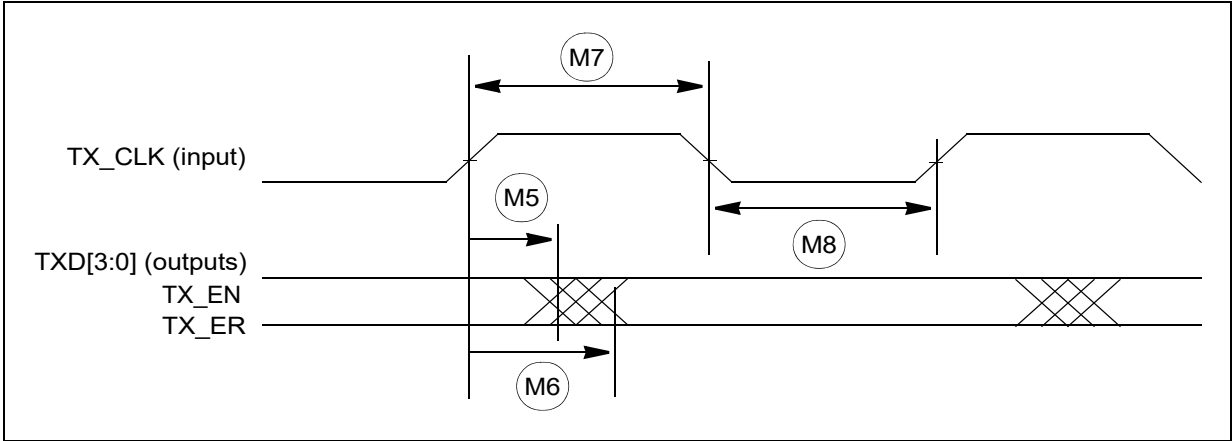 M7
TX_CLK (input)
M5
M8
TXD[3:0] (outputs)
TX_EN
TX_ER
M6